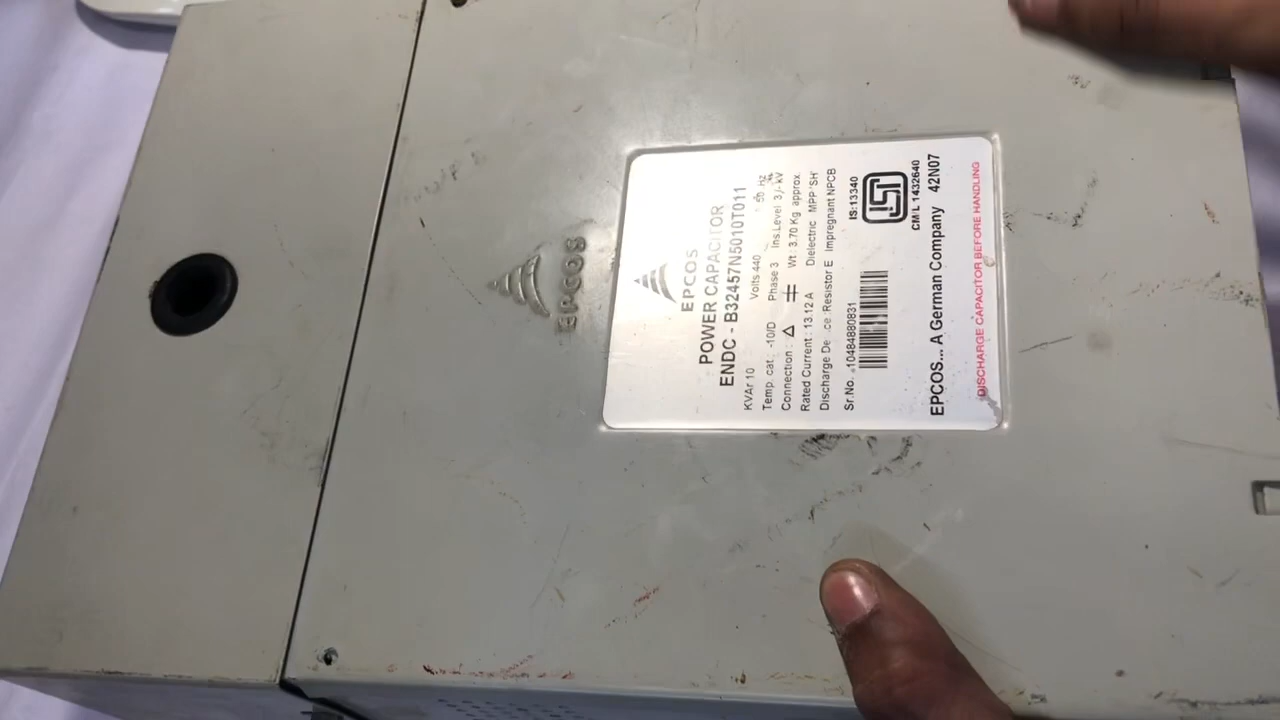 EPCOS
EPCOS
POWER CAPACITOR
ENDC - B32457N5010T011
KVAr 10 Volts 440 50 HZ
Temp. cat. : -10/D Phase 3 Ins.Level 3/- kV
Connection : Δ Wt : 3.70 Kg. approx.
Rated Current : 13.12 A Dielectric MPP 'SH'
Discharge Resistor E Impregnant NPCB
Sr.No. 10484880831
IS:13340
ISI
CM/L 1432640
EPCOS... A German Company 42N07
DISCHARGE CAPACITOR BEFORE HANDLING